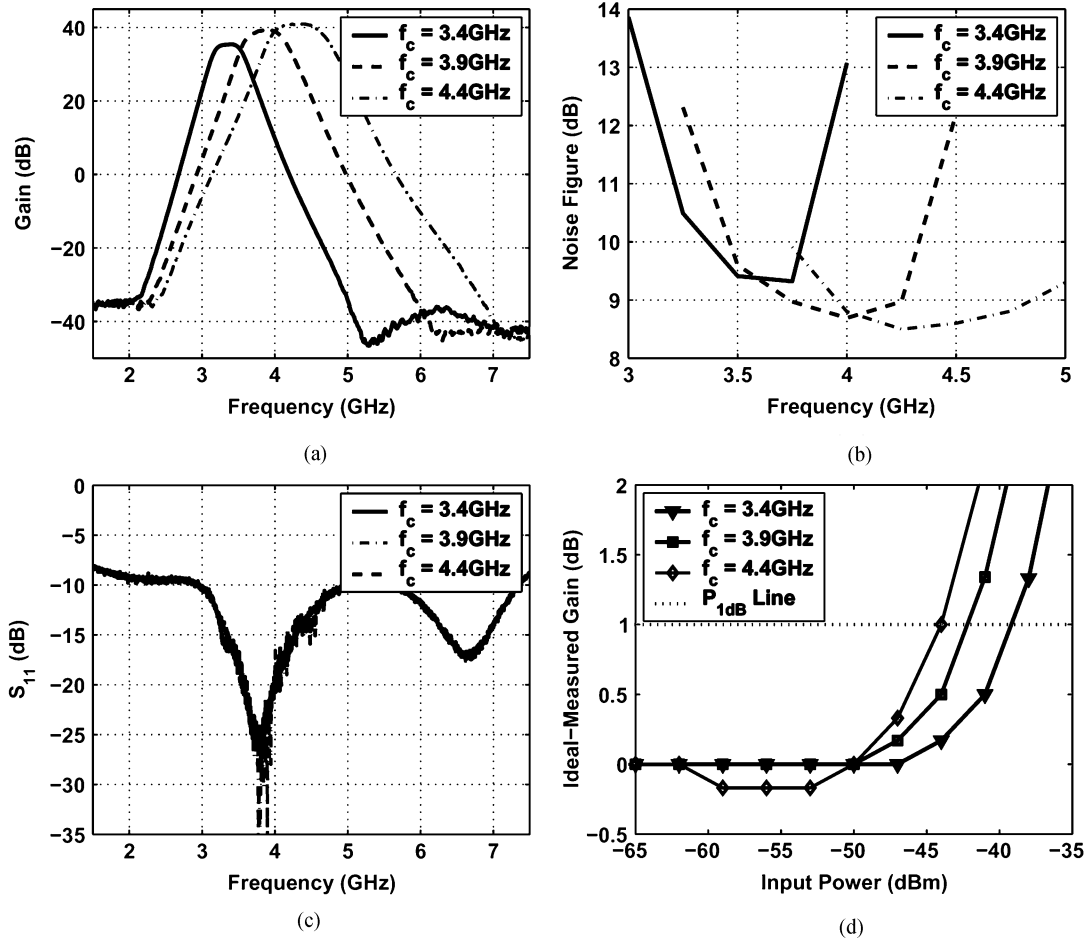 40
20
0
−20
−40
2
3
4
5
6
7
Gain (dB)
Frequency (GHz)
f_c = 3.4GHz
f_c = 3.9GHz
f_c = 4.4GHz
(a)
14
13
12
11
10
9
8
3
3.5
4
4.5
5
Noise Figure (dB)
Frequency (GHz)
f_c = 3.4GHz
f_c = 3.9GHz
f_c = 4.4GHz
(b)
0
−5
−10
−15
−20
−25
−30
−35
2
3
4
5
6
7
S_11 (dB)
Frequency (GHz)
f_c = 3.4GHz
f_c = 3.9GHz
f_c = 4.4GHz
(c)
2
1.5
1
0.5
0
−0.5
−65
−60
−55
−50
−45
−40
−35
Ideal−Measured Gain (dB)
Input Power (dBm)
f_c = 3.4GHz
f_c = 3.9GHz
f_c = 4.4GHz
P_1dB Line
(d)